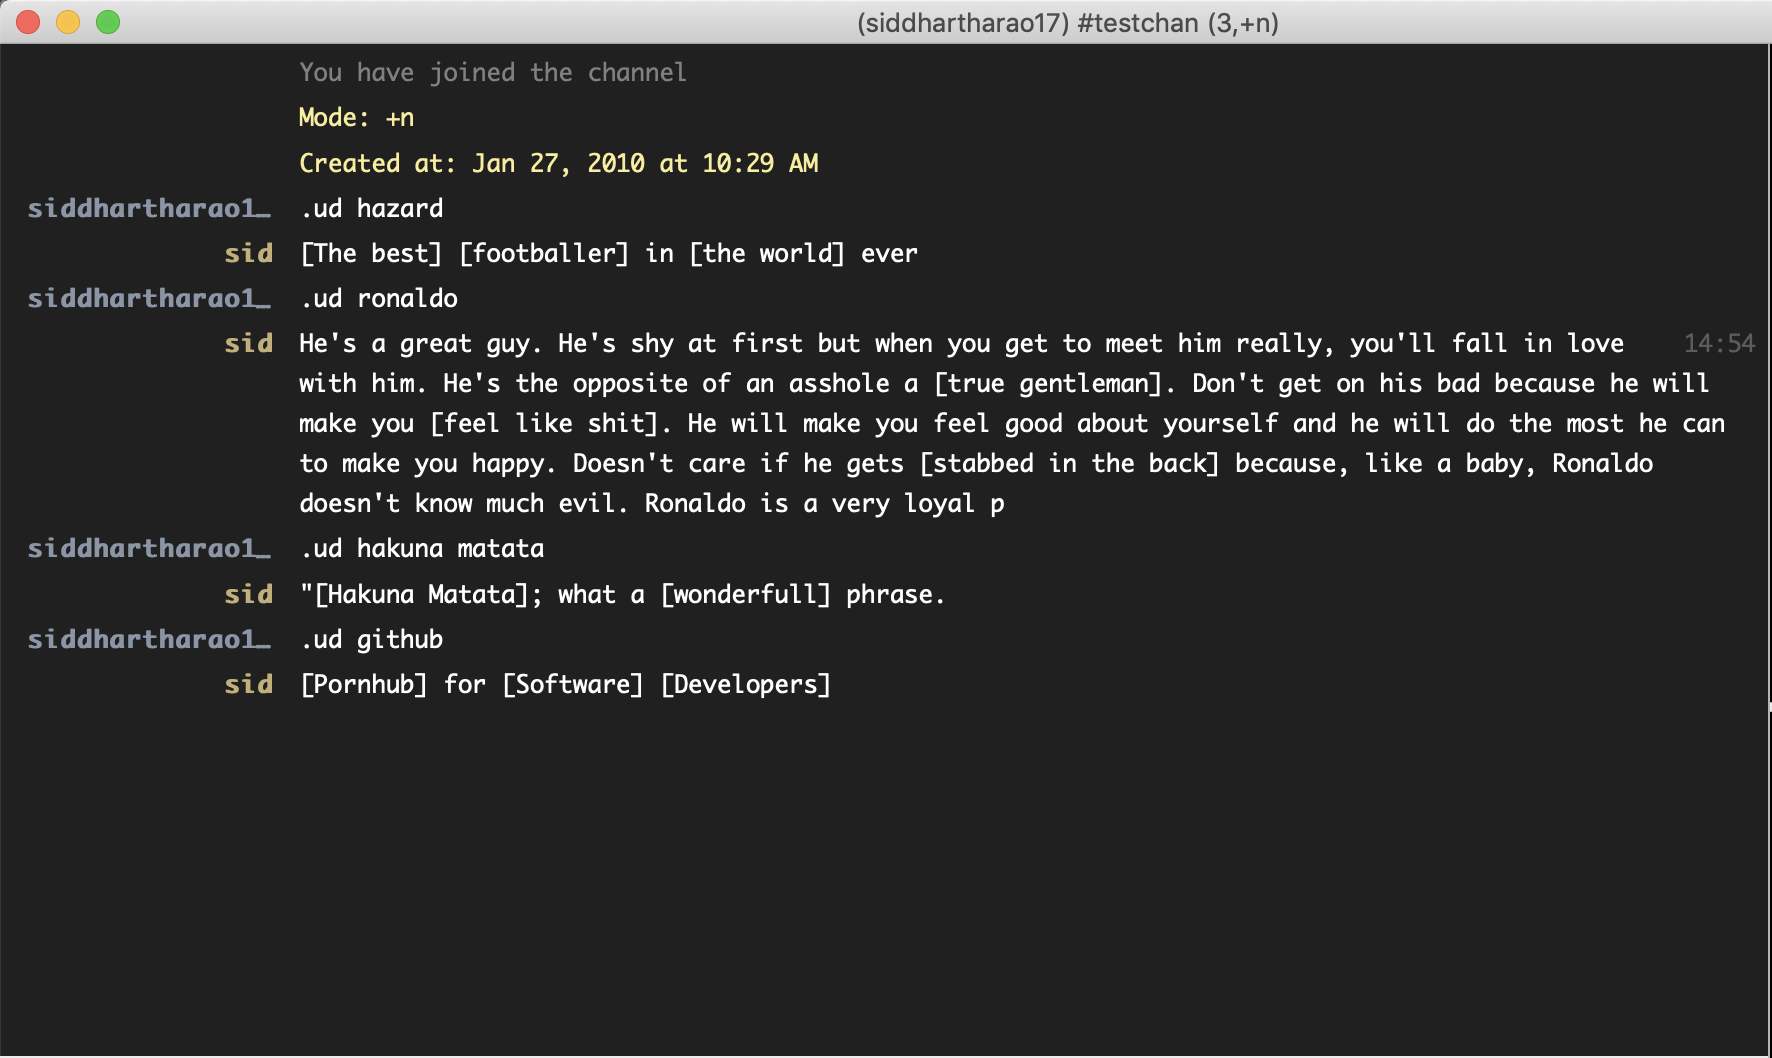 (siddhartharao17) #testchan (3,+n)
You have joined the channel
Mode: +n
Created at: Jan 27, 2010 at 10:29 AM
siddhartharao1… .ud hazard
sid [The best] [footballer] in [the world] ever
siddhartharao1… .ud ronaldo
sid He's a great guy. He's shy at first but when you get to meet him really, you'll fall in love 14:54
with him. He's the opposite of an asshole a [true gentleman]. Don't get on his bad because he will
make you [feel like shit]. He will make you feel good about yourself and he will do the most he can
to make you happy. Doesn't care if he gets [stabbed in the back] because, like a baby, Ronaldo
doesn't know much evil. Ronaldo is a very loyal p
siddhartharao1… .ud hakuna matata
sid "[Hakuna Matata]; what a [wonderfull] phrase.
siddhartharao1… .ud github
sid [Pornhub] for [Software] [Developers]